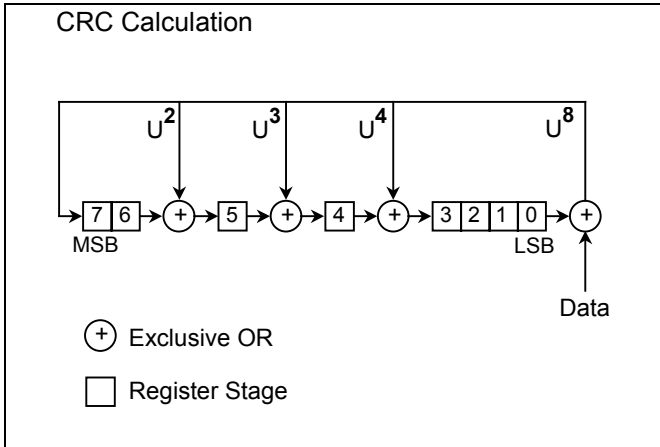 CRC Calculation
U2 U3 U4 U8
+ + + +
7 6 5 4 3 2 1 0
MSB LSB
Data
+ Exclusive OR
Register Stage